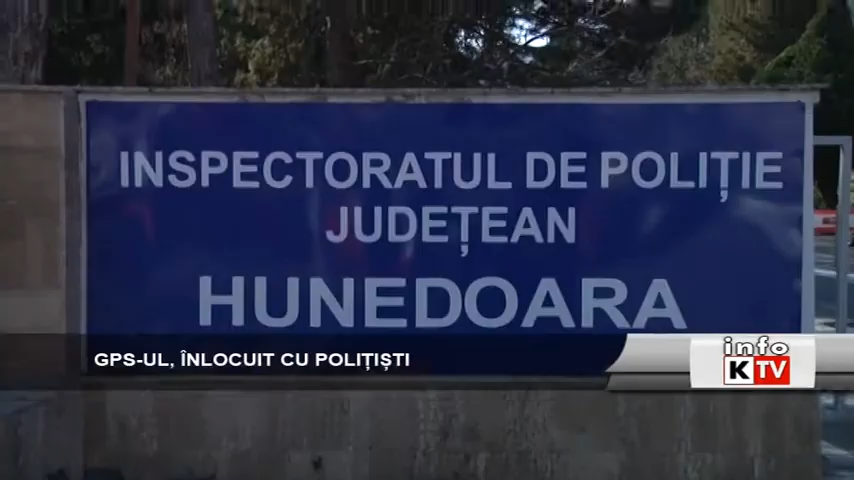 INSPECTORATUL DE POLIȚIE
JUDEȚEAN
HUNEDOARA
GPS-UL, ÎNLOCUIT CU POLIȚIȘTI
info
KTV